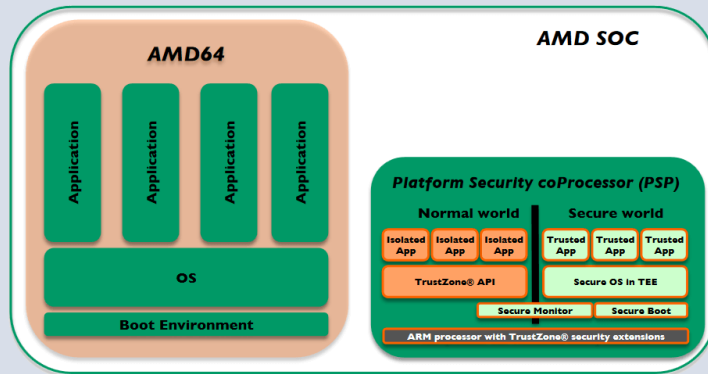 AMD64
AMD SOC
Application
Application
Application
Application
OS
Boot Environment
Platform Security coProcessor (PSP)
Normal world
Secure world
Isolated
App
Isolated
App
Isolated
App
Trusted
App
Trusted
App
Trusted
App
TrustZone® API
Secure OS in TEE
Secure Monitor
Secure Boot
ARM processor with TrustZone® security extensions